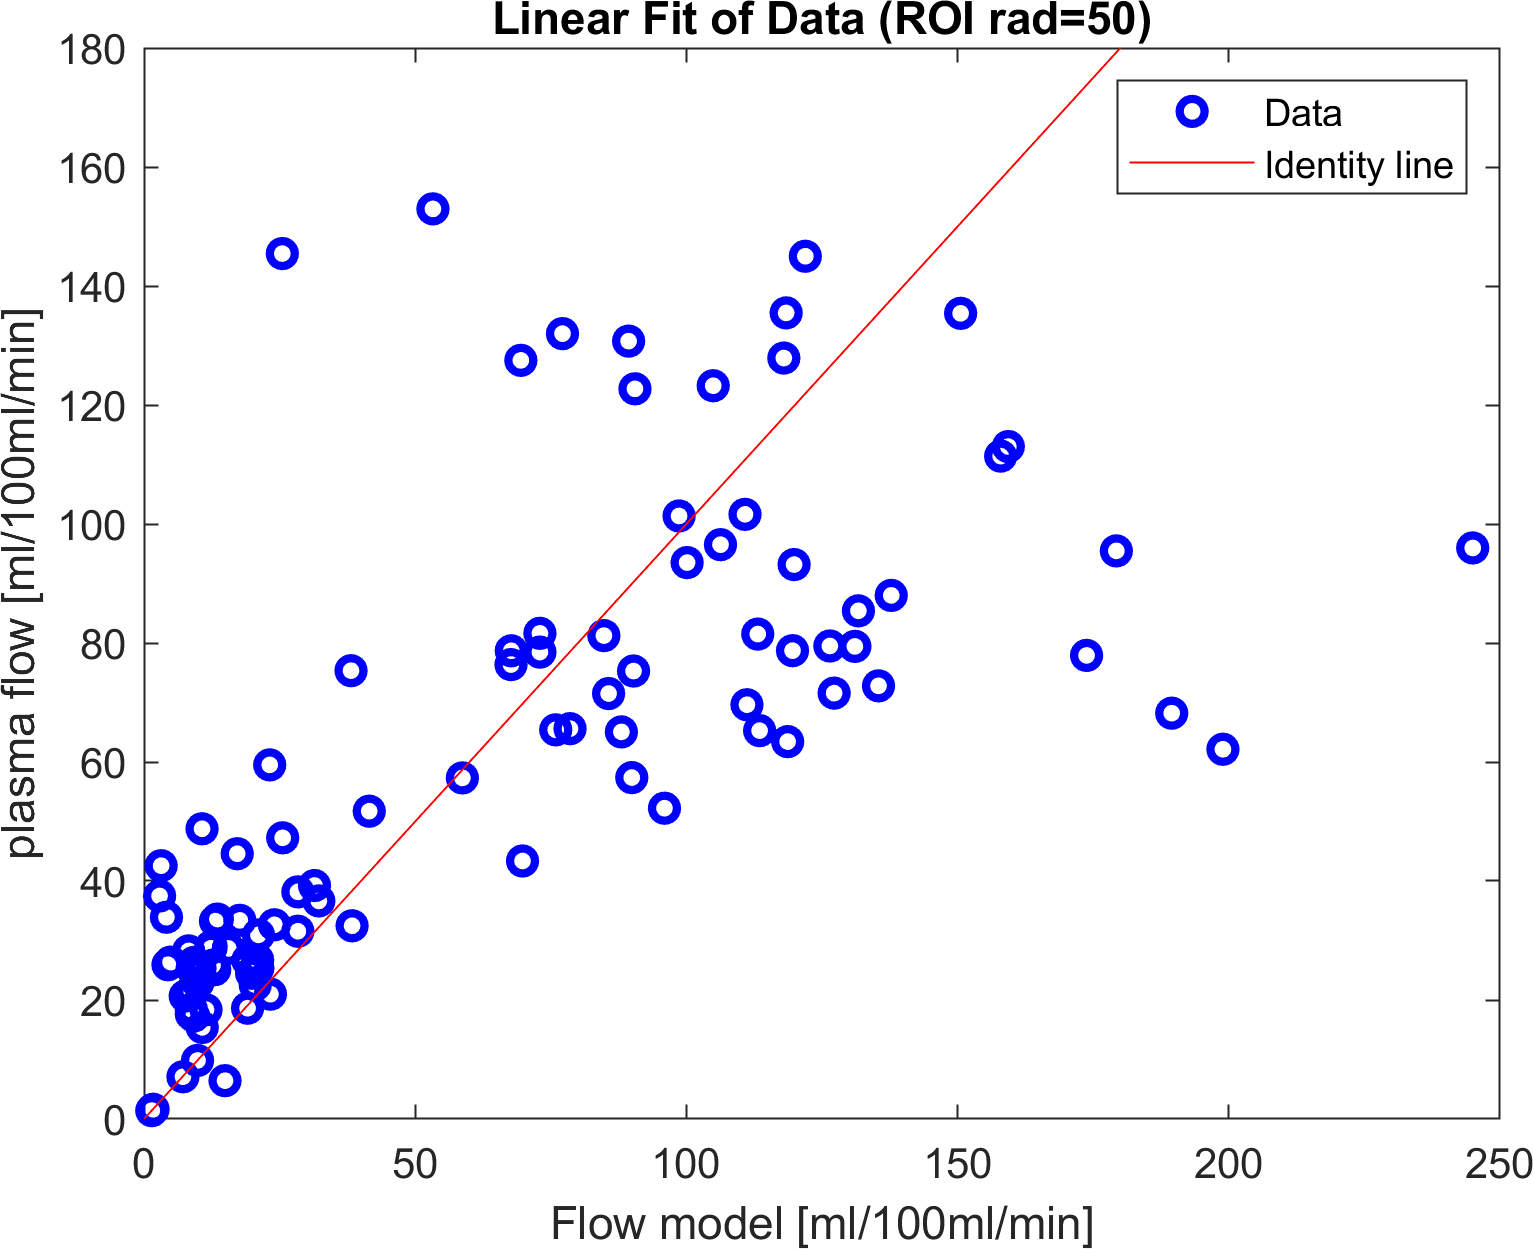 Linear Fit of Data (ROI rad=50)
180
160
140
120
100
80
60
40
20
0
plasma flow [ml/100ml/min]
Data
Identity line
0 50 100 150 200 250
Flow model [ml/100ml/min]